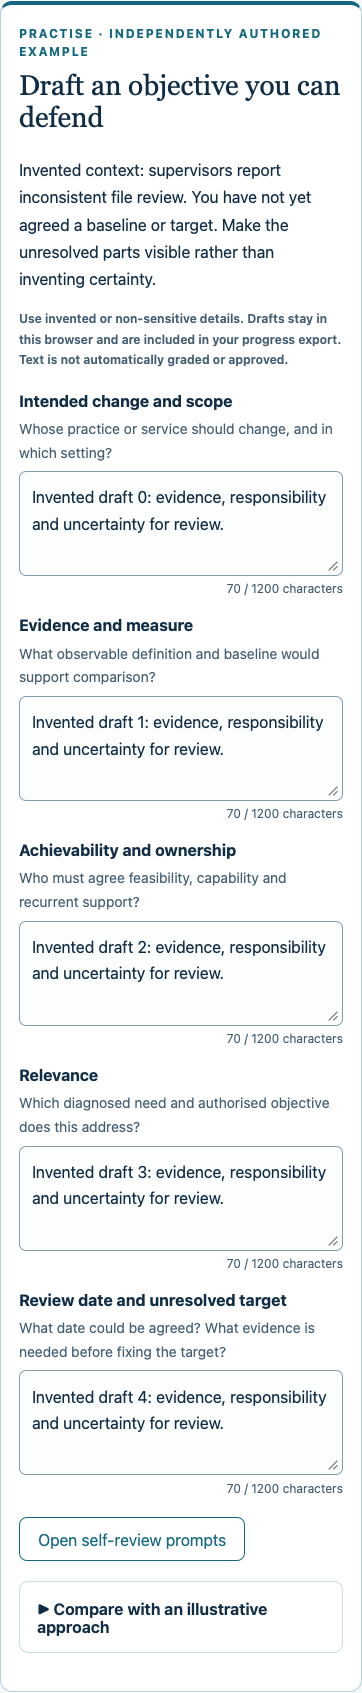 PRACTISE · INDEPENDENTLY AUTHORED
EXAMPLE
Draft an objective you can
defend
Invented context: supervisors report
inconsistent file review. You have not yet
agreed a baseline or target. Make the
unresolved parts visible rather than
inventing certainty.
Use invented or non-sensitive details. Drafts stay in
this browser and are included in your progress export.
Text is not automatically graded or approved.
Intended change and scope
Whose practice or service should change, and in
which setting?
Invented draft 0: evidence, responsibility
and uncertainty for review.
70 / 1200 characters
Evidence and measure
What observable definition and baseline would
support comparison?
Invented draft 1: evidence, responsibility
and uncertainty for review.
70 / 1200 characters
Achievability and ownership
Who must agree feasibility, capability and
recurrent support?
Invented draft 2: evidence, responsibility
and uncertainty for review.
70 / 1200 characters
Relevance
Which diagnosed need and authorised objective
does this address?
Invented draft 3: evidence, responsibility
and uncertainty for review.
70 / 1200 characters
Review date and unresolved target
What date could be agreed? What evidence is
needed before fixing the target?
Invented draft 4: evidence, responsibility
and uncertainty for review.
70 / 1200 characters
Open self-review prompts
Compare with an illustrative
approach